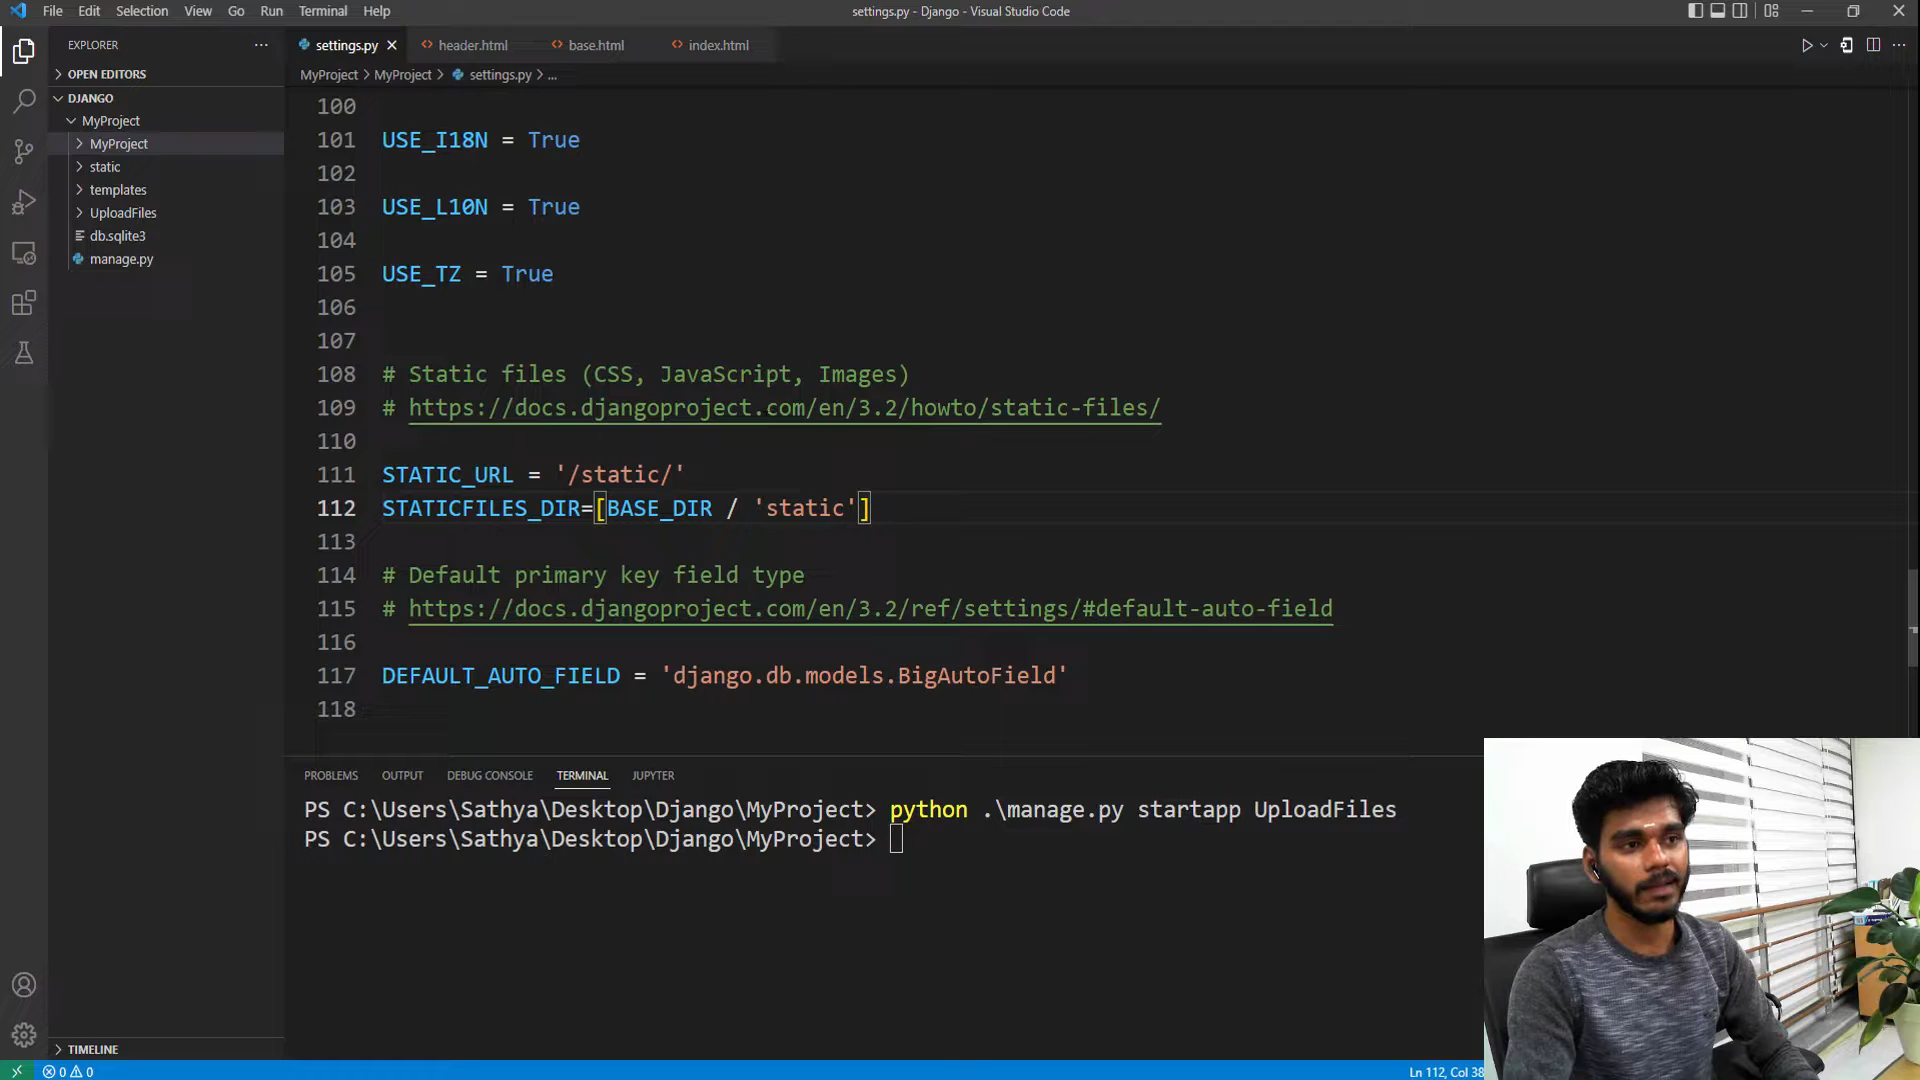 File Edit Selection View Go Run Terminal Help
settings.py - Django - Visual Studio Code
EXPLORER
OPEN EDITORS
DJANGO
MyProject
MyProject
static
templates
UploadFiles
db.sqlite3
manage.py
TIMELINE
settings.py header.html base.html index.html
MyProject > MyProject > settings.py > ...
100
101 USE_I18N = True
102
103 USE_L10N = True
104
105 USE_TZ = True
106
107
108 # Static files (CSS, JavaScript, Images)
109 # https://docs.djangoproject.com/en/3.2/howto/static-files/
110
111 STATIC_URL = '/static/'
112 STATICFILES_DIR=[BASE_DIR / 'static']
113
114 # Default primary key field type
115 # https://docs.djangoproject.com/en/3.2/ref/settings/#default-auto-field
116
117 DEFAULT_AUTO_FIELD = 'django.db.models.BigAutoField'
118
PROBLEMS OUTPUT DEBUG CONSOLE TERMINAL JUPYTER
PS C:\Users\Sathya\Desktop\Django\MyProject> python .\manage.py startapp UploadFiles
PS C:\Users\Sathya\Desktop\Django\MyProject>
0 0
Ln 112, Col 38